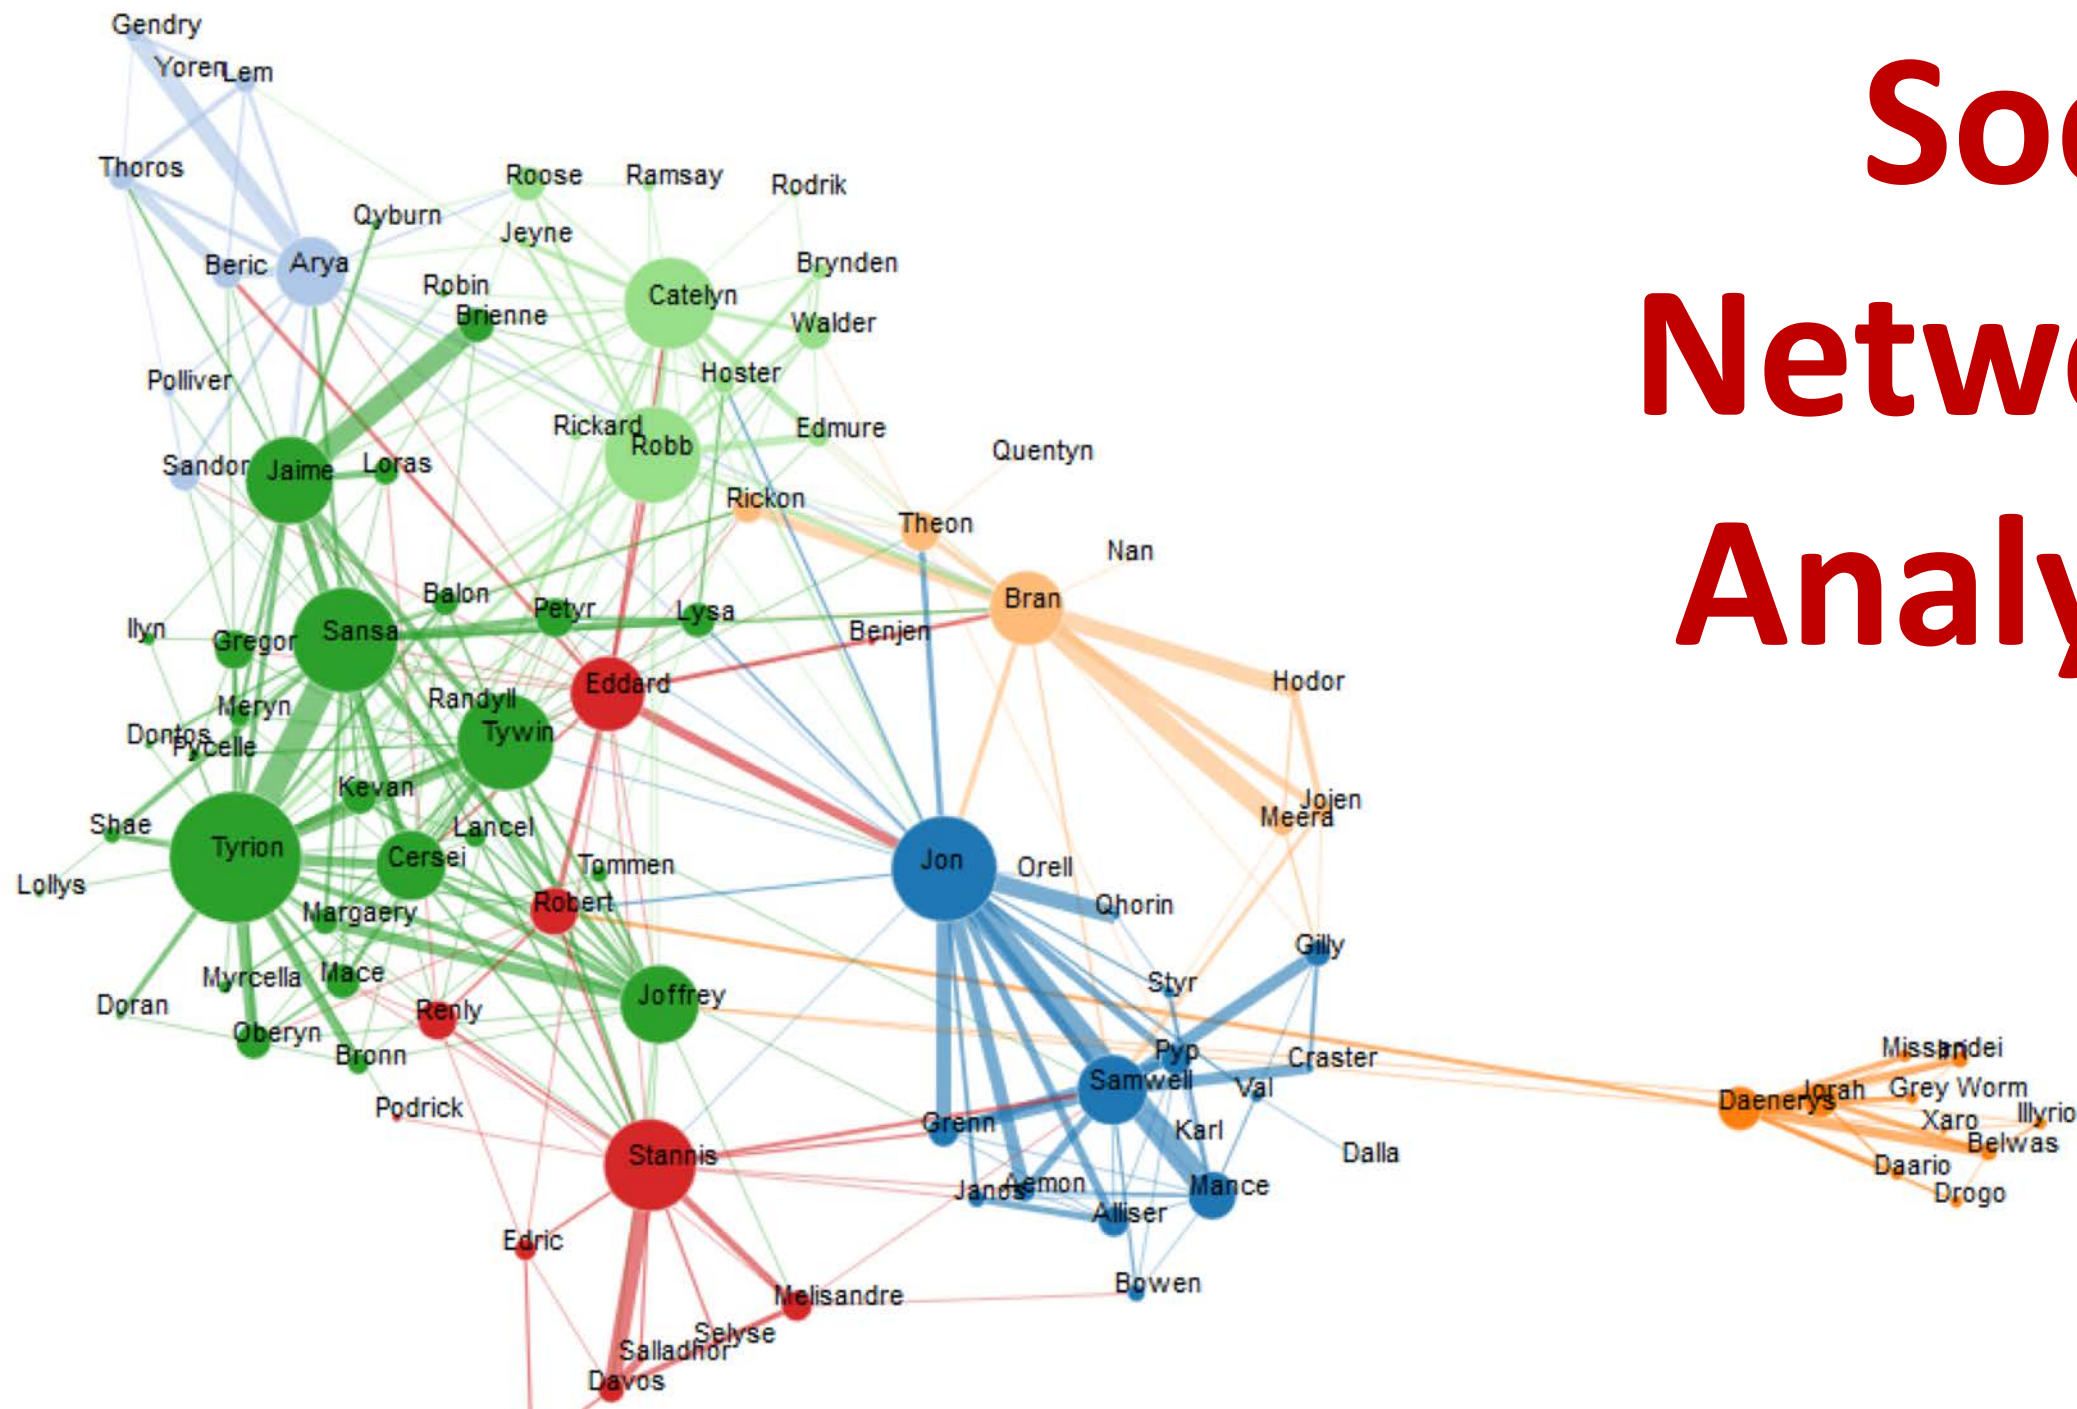 Gendry
Yoren
Lem
Soc
Thoros
Roose
Ramsay
Rodrik
Qyburn
Jeyne
Beric
Arya
Brynden
Robin
Catelyn
Brienne
Walder
Netwo
Polliver
Hoster
Rickard
Robb
Edmure
Sandor
Jaime
Loras
Quentyn
Rickon
Theon
Nan
Analy
Balon
Petyr
Lysa
Bran
Ilyn
Gregor
Sansa
Benjen
Eddard
Hodor
Meryn
Randyll
Tywin
Dontos
Pycelle
Kevan
Jojen
Meera
Shae
Lancel
Tyrion
Cersei
Tommen
Jon
Orell
Lollys
Margaery
Robert
Qhorin
Gilly
Myrcella
Mace
Styr
Doran
Renly
Joffrey
Oberyn
Bronn
Pyp
Craster
Missandei
Irri
Samwell
Val
Daenerys
Jorah
Grey Worm
Podrick
Grenn
Karl
Xaro
Illyrio
Stannis
Dalla
Belwas
Janos
Aemon
Mance
Daario
Drogo
Alliser
Edric
Bowen
Melisandre
Selyse
Salladhor
Davos